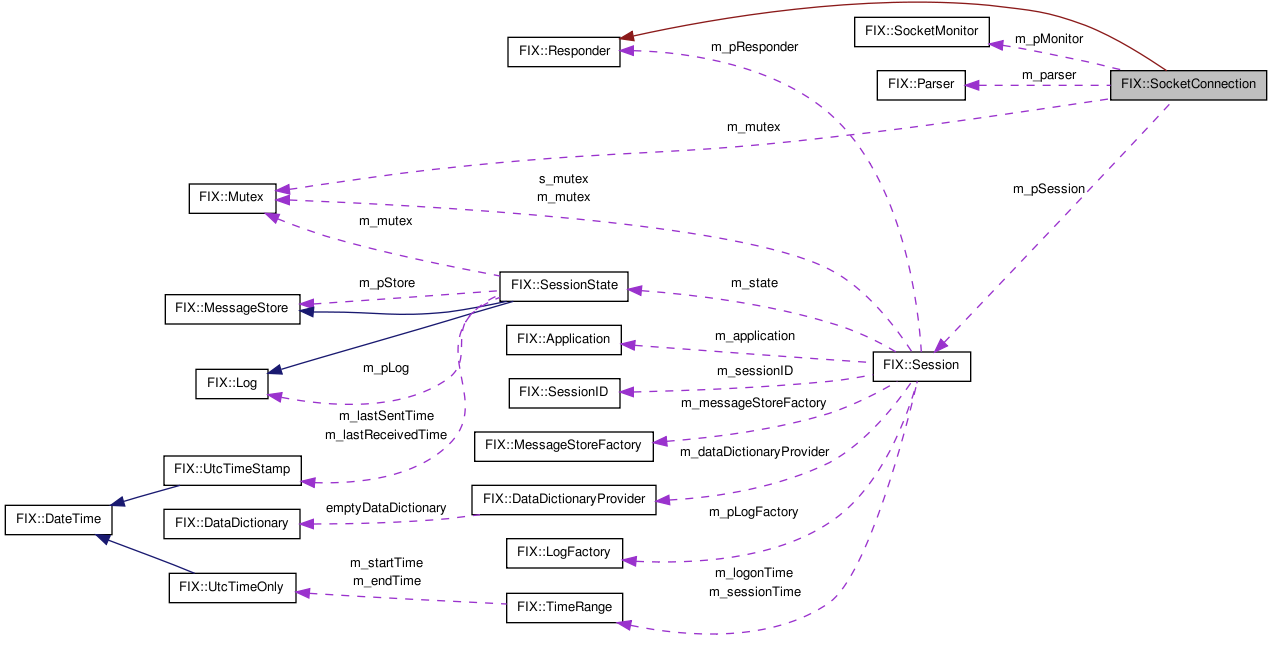 FIX::SocketMonitor
m_pMonitor
FIX::Responder
m_pResponder
m_parser
FIX::Parser
FIX::SocketConnection
m_mutex
s_mutex
m_mutex
m_pSession
FIX::Mutex
m_mutex
FIX::SessionState
m_pStore
m_state
FIX::MessageStore
FIX::Application
m_application
FIX::Session
m_pLog
m_sessionID
FIX::Log
FIX::SessionID
m_messageStoreFactory
m_lastSentTime
m_lastReceivedTime
FIX::MessageStoreFactory
m_dataDictionaryProvider
FIX::UtcTimeStamp
FIX::DataDictionaryProvider
emptyDataDictionary
m_pLogFactory
FIX::DateTime
FIX::DataDictionary
FIX::LogFactory
m_startTime
m_endTime
m_logonTime
m_sessionTime
FIX::UtcTimeOnly
FIX::TimeRange